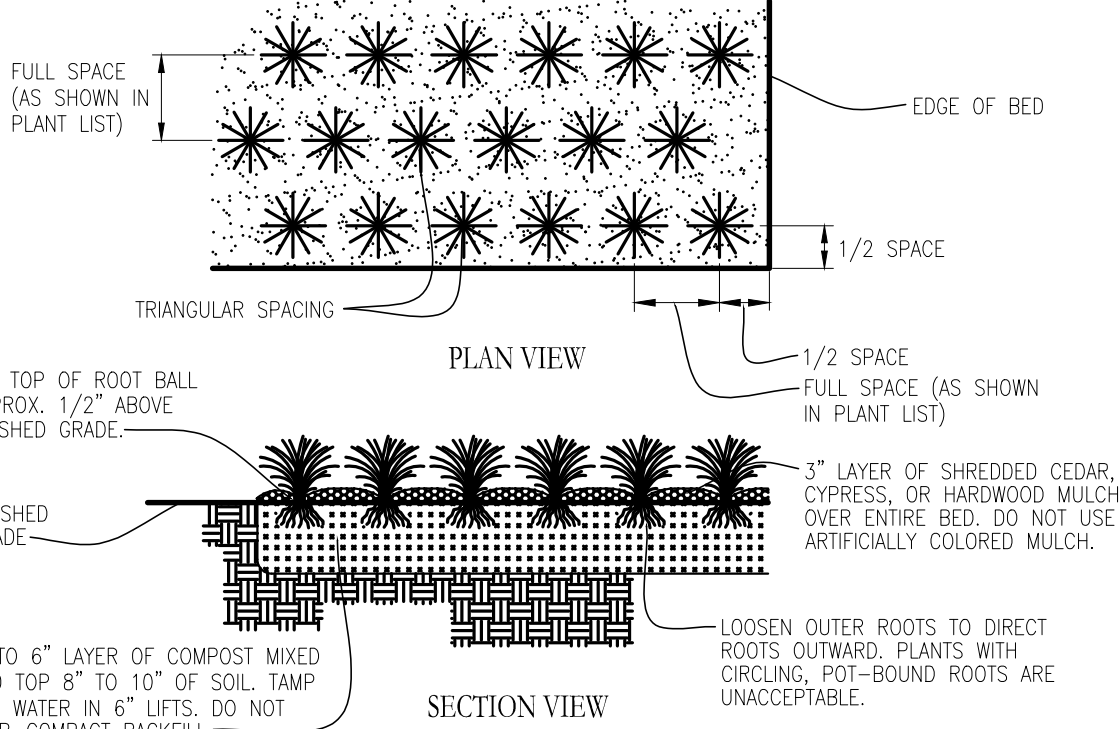 FULL SPACE
(AS SHOWN IN
PLANT LIST)
EDGE OF BED
1/2 SPACE
TRIANGULAR SPACING
PLAN VIEW
1/2 SPACE
FULL SPACE (AS SHOWN
IN PLANT LIST)
TOP OF ROOT BALL
1/2" ABOVE
GRADE.
3" LAYER OF SHREDDED CEDAR,
CYPRESS, OR HARDWOOD MULCH
OVER ENTIRE BED. DO NOT USE
ARTIFICIALLY COLORED MULCH.
LOOSEN OUTER ROOTS TO DIRECT
ROOTS OUTWARD. PLANTS WITH
CIRCLING, POT-BOUND ROOTS ARE
UNACCEPTABLE.
TO 6" LAYER OF COMPOST MIXED
TOP 8" TO 10" OF SOIL. TAMP
WATER IN 6" LIFTS. DO NOT
COMPACT BACKFILL
SECTION VIEW